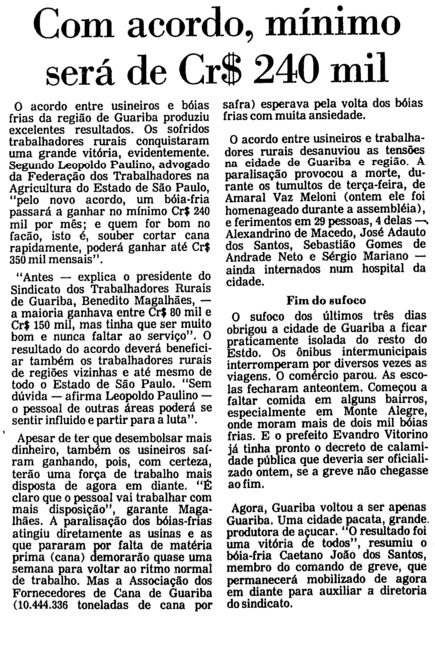 Com acordo, mínimo
será de Cr$ 240 mil
O acordo entre usineiros e bóias
frias da região de Guariba produziu
excelentes resultados. Os sofridos
trabalhadores rurais conquistaram
uma grande vitória, evidentemente.
Segundo Leopoldo Paulino, advogado
da Federação dos Trabalhadores na
Agricultura do Estado de São Paulo,
"pelo novo acordo, um bóia-fria
passará a ganhar no mínimo Cr$ 240
mil por mês; e quem for bom no
facão, isto é, souber cortar cana
rapidamente, poderá ganhar até Cr$
350 mil mensais".
"Antes — explica o presidente do
Sindicato dos Trabalhadores Rurais
de Guariba, Benedito Magalhães, —
a maioria ganhava entre Cr$ 80 mil e
Cr$ 150 mil, mas tinha que ser muito
bom e nunca faltar ao serviço". O
resultado do acordo deverá benefici-
ar também os trabalhadores rurais
de regiões vizinhas e até mesmo de
todo o Estado de São Paulo. "Sem
dúvida — afirma Leopoldo Paulino —
o pessoal de outras áreas poderá se
sentir influido e partir para a luta".
Apesar de ter que desembolsar mais
dinheiro, também os usineiros saí-
ram ganhando, pois, com certeza,
terão uma força de trabalho mais
disposta de agora em diante. "É
claro que o pessoal vai trabalhar com
mais disposição", garante Maga-
lhães. A paralisação dos bóias-frias
atingiu diretamente as usinas e as
que pararam por falta de matéria
prima (cana) demorarão quase uma
semana para voltar ao ritmo normal
de trabalho. Mas a Associação dos
Fornecedores de Cana de Guariba
(10.444.336 toneladas de cana por
safra) esperava pela volta dos bóias
frias com muita ansiedade.
O acordo entre usineiros e trabalha-
dores rurais desanuviou as tensões
na cidade de Guariba e região. A
paralisação provocou a morte, duran-
te, os tumultos de terça-feira, de
Amaral Vaz Meloni (ontem ele foi
homenageado durante a assembléia),
e ferimentos em 29 pessoas, 4 delas —
Alexandrino de Macedo, José Adauto
dos Santos, Sebastião Gomes de
Andrade Neto e Sérgio Mariano —
ainda internados num hospital da
cidade.
Fim do sufoco
O sufoco dos últimos três dias
obrigou a cidade de Guariba a ficar
praticamente isolada do resto do
Estdo. Os ônibus intermunicipais
interromperam por diversos vezes as
viagens. O comércio parou. As esco-
las fecharam anteontem. Começou a
faltar comida em alguns bairros,
especialmente em Monte Alegre,
onde moram mais de dois mil bóias
frias. E o prefeito Evandro Vitorino
já tinha pronto o decreto de calami-
dade pública que deveria ser oficiali-
zado ontem, se a greve não chegasse
ao fim.
Agora, Guariba voltou a ser apenas
Guariba. Uma cidade pacata, grande
produtora de açucar. "O resultado foi
uma vitória de todos", resumiu o
bóia-fria Caetano João dos Santos,
membro do comando de greve, que
permanecerá mobilizado de agora
em diante para auxiliar a diretoria
do sindicato.